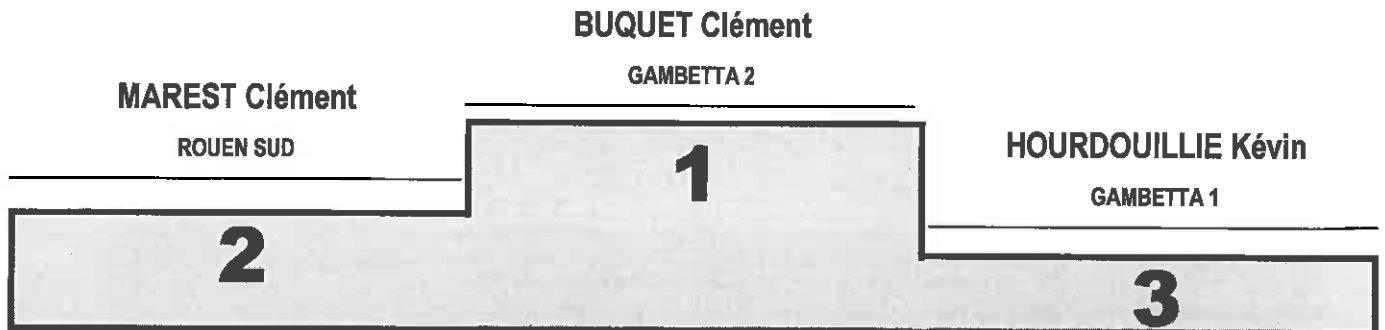 BUQUET Clément
GAMBETTA 2
MAREST Clément
ROUEN SUD
HOURDOUILLIE Kévin
GAMBETTA 1
1
2
3